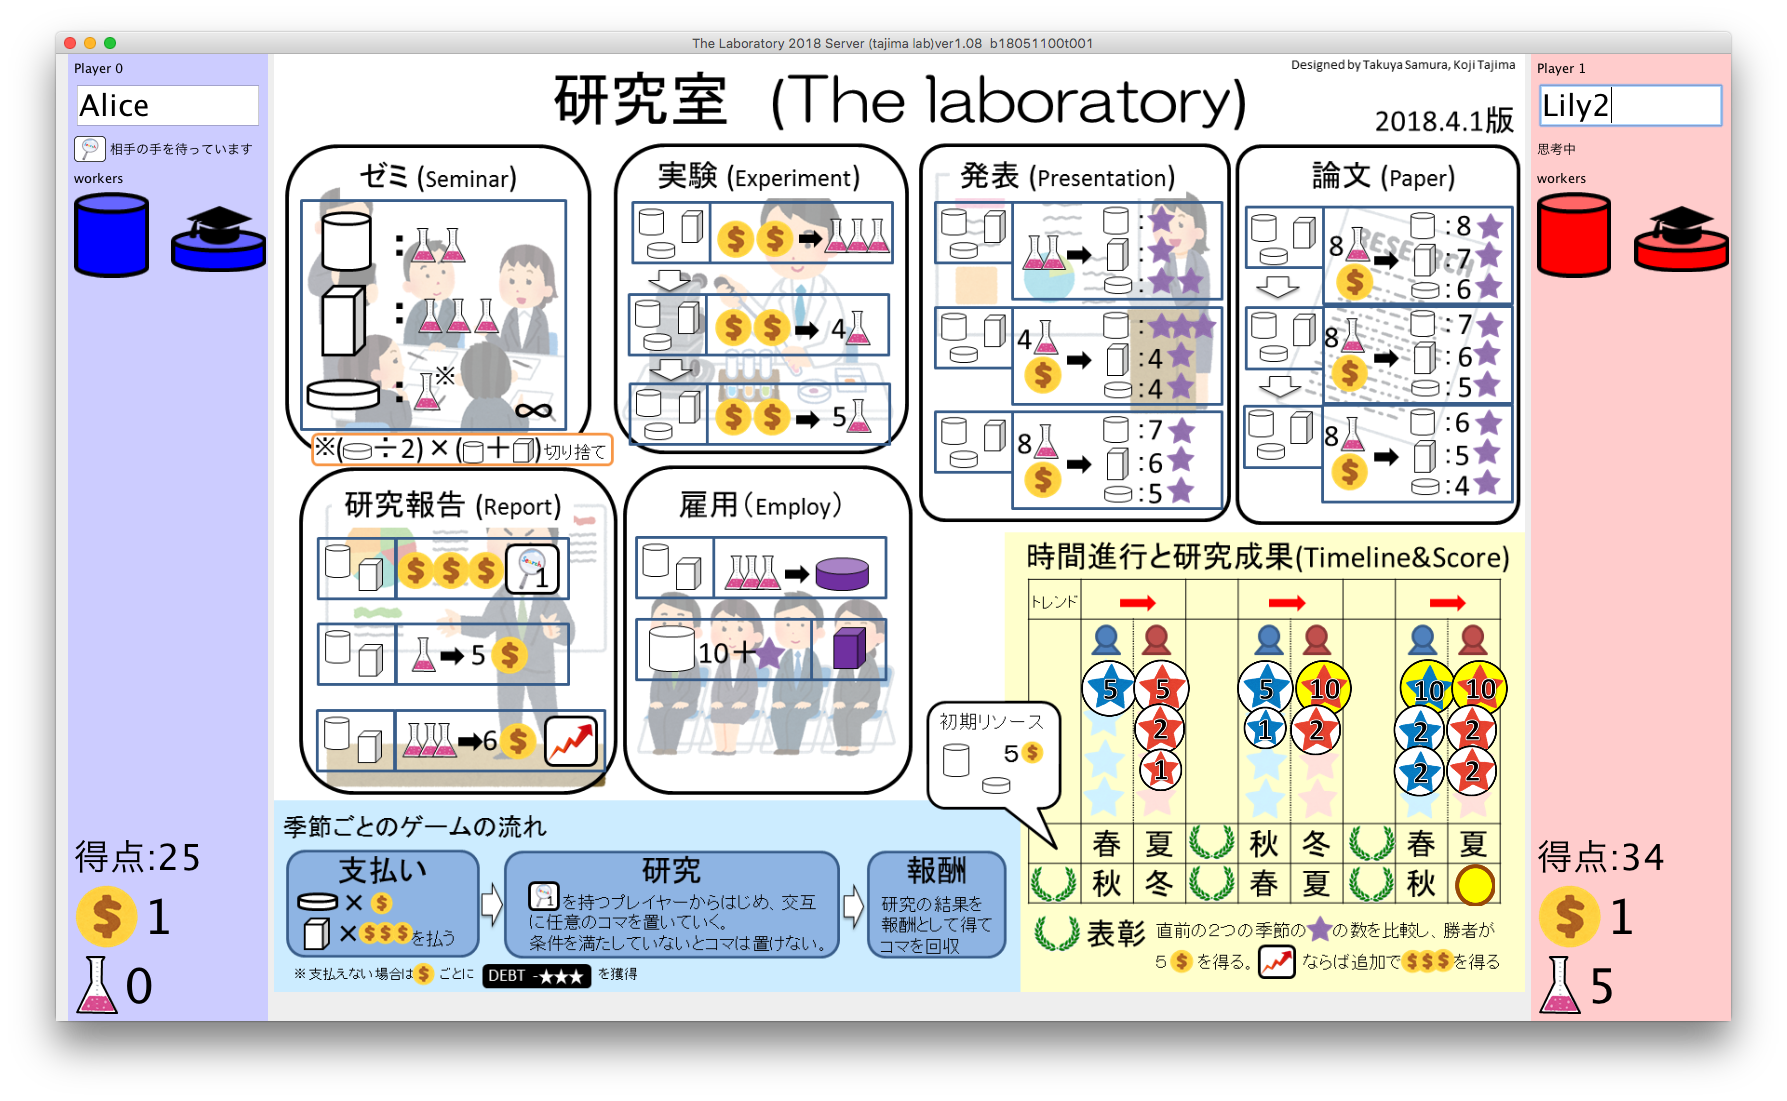 The Laboratory 2018 Server (tajima lab)ver1.08  b18051100t001
Player 0
Alice
相手の手を待っています
workers
得点:25
1
0
Designed by Takuya Samura, Koji Tajima
研究室 (The laboratory)
2018.4.1版
ゼミ (Seminar)
:
:
:
※
∞
※(÷2)×(+)切り捨て
実験 (Experiment)
4
5
発表 (Presentation)
:
:
:
4
:
:4
:4
8
:7
:6
:5
論文 (Paper)
RESEARCH
8
:8
:7
:6
8
:7
:6
:5
8
:6
:5
:4
研究報告 (Report)
Search
1
5
6
雇用(Employ)
10+
時間進行と研究成果(Timeline&Score)
トレンド
5 5 5 10 10 10
2 1 2 2 2
1 2 2
初期リソース
5
春 夏 秋 冬 春 夏
秋 冬 春 夏 秋
表彰
直前の2つの季節の★の数を比較し、勝者が
5 $ を得る。 ならば追加で$$$を得る
季節ごとのゲームの流れ
支払い
×$
×$$$を払う
研究
1を持つプレイヤーからはじめ、交互
に任意のコマを置いていく。
条件を満たしていないとコマは置けない。
報酬
研究の結果を
報酬として得て
コマを回収
※支払えない場合は$ごとに DEBT -★★★ を獲得
Player 1
Lily2
思考中
workers
得点:34
1
5